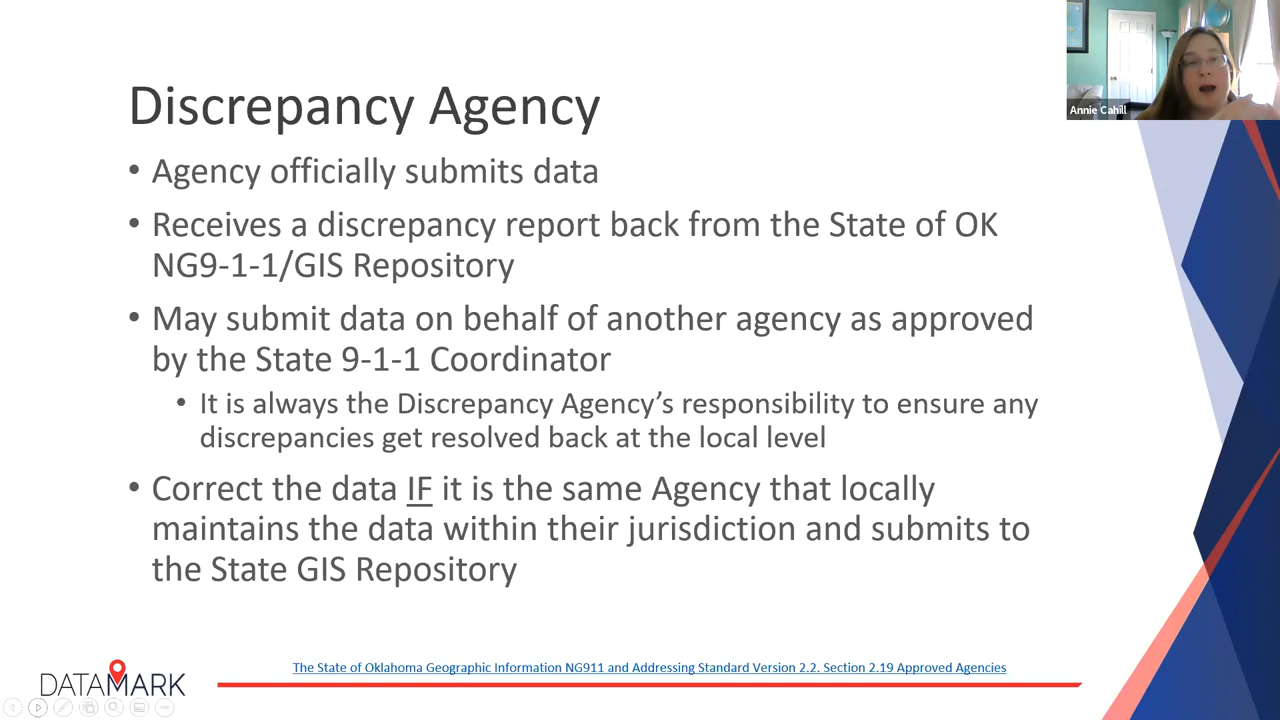 Annie Cahill
Discrepancy Agency
• Agency officially submits data
• Receives a discrepancy report back from the State of OK
NG9-1-1/GIS Repository
• May submit data on behalf of another agency as approved
by the State 9-1-1 Coordinator
• It is always the Discrepancy Agency’s responsibility to ensure any
discrepancies get resolved back at the local level
• Correct the data IF it is the same Agency that locally
maintains the data within their jurisdiction and submits to
the State GIS Repository
The State of Oklahoma Geographic Information NG911 and Addressing Standard Version 2.2. Section 2.19 Approved Agencies
DATAMARK